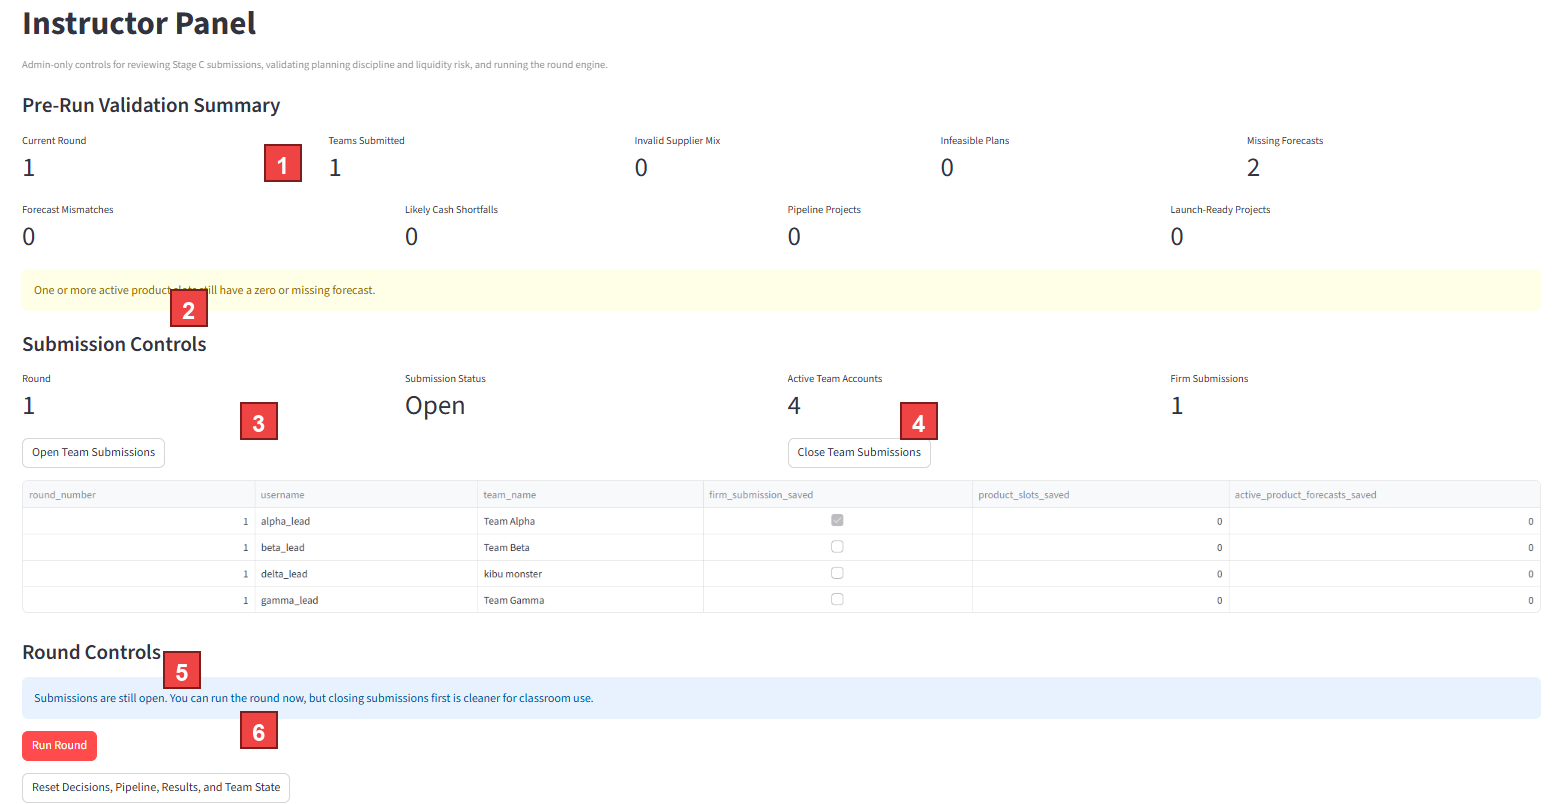 Instructor Panel
Admin-only controls for reviewing Stage C submissions, validating planning discipline and liquidity risk, and running the round engine.
Pre-Run Validation Summary
Current Round Teams Submitted Invalid Supplier Mix Infeasible Plans Missing Forecasts
1 1 1 0 0 2
Forecast Mismatches Likely Cash Shortfalls Pipeline Projects Launch-Ready Projects
0 0 0 0
One or more active product still have a zero or missing forecast.
2
Submission Controls
Round Submission Status Active Team Accounts Firm Submissions
1 Open 4 1
3 4
Open Team Submissions Close Team Submissions
round_number username team_name firm_submission_saved product_slots_saved active_product_forecasts_saved
1 alpha_lead Team Alpha 0 0
1 beta_lead Team Beta 0 0
1 delta_lead kibu monster 0 0
1 gamma_lead Team Gamma 0 0
Round Controls
5
Submissions are still open. You can run the round now, but closing submissions first is cleaner for classroom use.
6
Run Round
Reset Decisions, Pipeline, Results, and Team State